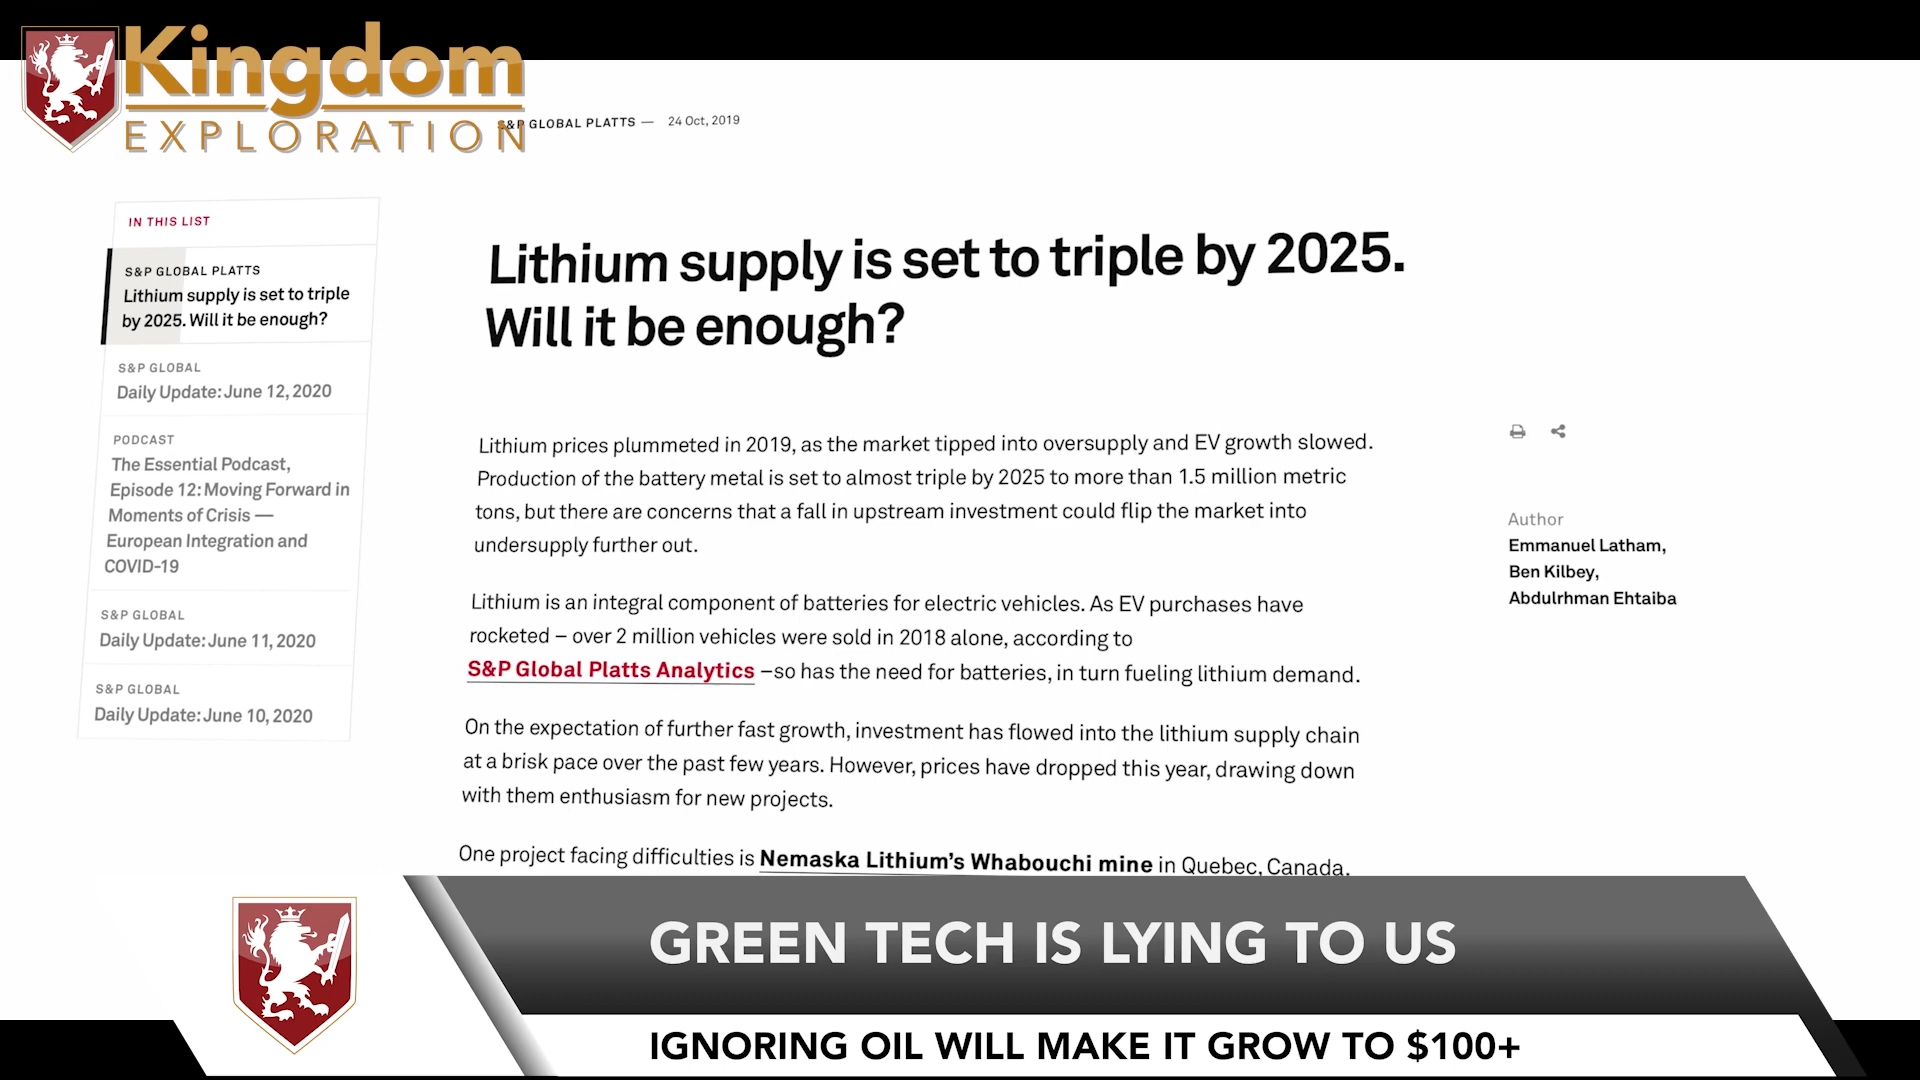 Kingdom
EXPLORATION
S&P GLOBAL PLATTS — 24 Oct, 2019
IN THIS LIST
S&P GLOBAL PLATTS
Lithium supply is set to triple
by 2025. Will it be enough?
S&P GLOBAL
Daily Update: June 12, 2020
PODCAST
The Essential Podcast,
Episode 12: Moving Forward in
Moments of Crisis —
European Integration and
COVID-19
S&P GLOBAL
Daily Update: June 11, 2020
S&P GLOBAL
Daily Update: June 10, 2020
Lithium supply is set to triple by 2025.
Will it be enough?
Lithium prices plummeted in 2019, as the market tipped into oversupply and EV growth slowed.
Production of the battery metal is set to almost triple by 2025 to more than 1.5 million metric
tons, but there are concerns that a fall in upstream investment could flip the market into
undersupply further out.
Lithium is an integral component of batteries for electric vehicles. As EV purchases have
rocketed – over 2 million vehicles were sold in 2018 alone, according to
S&P Global Platts Analytics –so has the need for batteries, in turn fueling lithium demand.
On the expectation of further fast growth, investment has flowed into the lithium supply chain
at a brisk pace over the past few years. However, prices have dropped this year, drawing down
with them enthusiasm for new projects.
One project facing difficulties is Nemaska Lithium's Whabouchi mine in Quebec, Canada.
Author
Emmanuel Latham,
Ben Kilbey,
Abdulrhman Ehtaiba
GREEN TECH IS LYING TO US
IGNORING OIL WILL MAKE IT GROW TO $100+